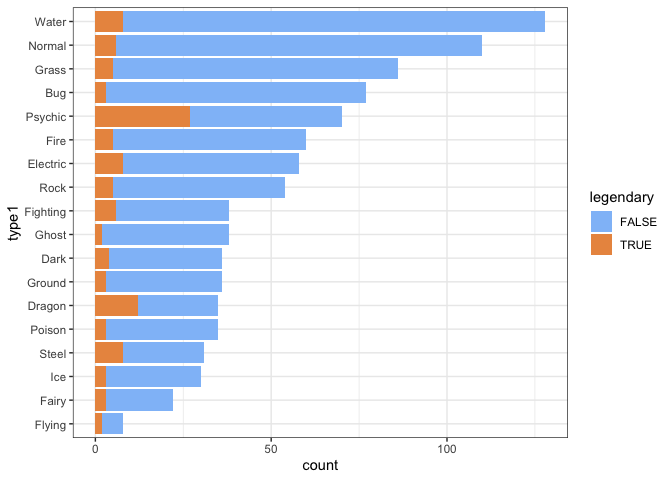 Water
Normal
Grass
Bug
Psychic
Fire
Electric
Rock
Fighting
Ghost
Dark
Ground
Dragon
Poison
Steel
Ice
Fairy
Flying
type1
0 50 100
count
legendary
FALSE
TRUE